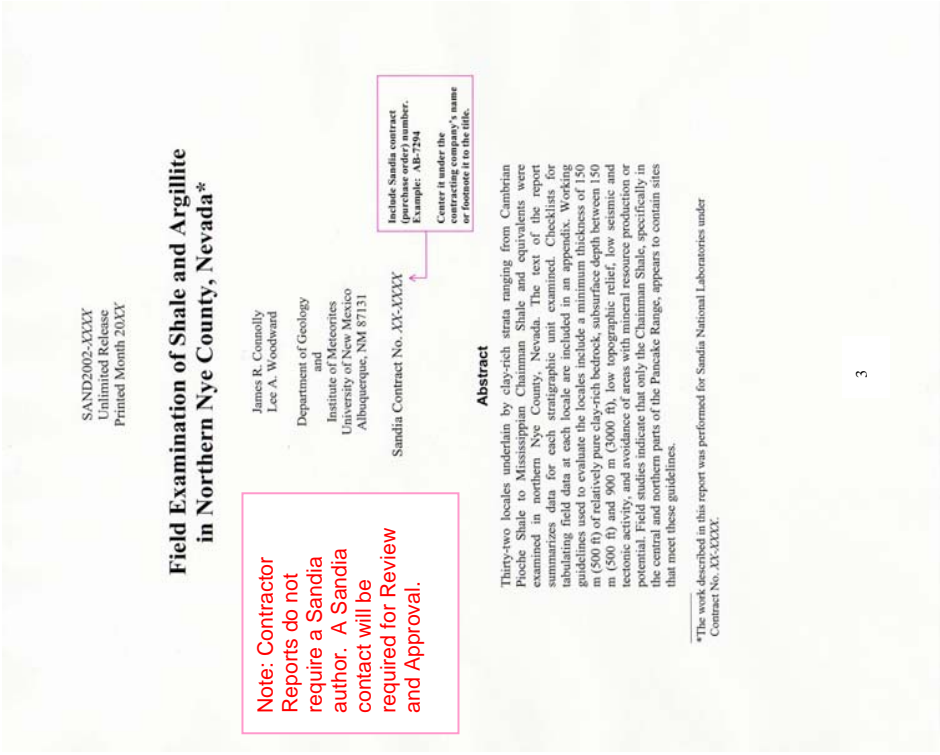 SAND2002-XXXX
Unlimited Release
Printed Month 20XX
Field Examination of Shale and Argillite
in Northern Nye County, Nevada*
James R. Connolly
Lee A. Woodward
Department of Geology
and
Institute of Meteorites
University of New Mexico
Albuquerque, NM 87131
Sandia Contract No. XX-XXXX
Include Sandia contract
(purchase order) number.
Example: AB-7294
Center it under the
contracting company's name
or footnote it to the title.
Note: Contractor
Reports do not
require a Sandia
author. A Sandia
contact will be
required for Review
and Approval.
Abstract
Thirty-two locales underlain by clay-rich strata ranging from Cambrian
Pioche Shale to Mississippian Chainman Shale and equivalents were
examined in northern Nye County, Nevada. The text of the report
summarizes data for each stratigraphic unit examined. Checklists for
tabulating field data at each locale are included in an appendix. Working
guidelines used to evaluate the locales include a minimum thickness of 150
m (500 ft) of relatively pure clay-rich bedrock, subsurface depth between 150
m (500 ft) and 900 m (3000 ft), low topographic relief, low seismic and
tectonic activity, and avoidance of areas with mineral resource production or
potential. Field studies indicate that only the Chainman Shale, specifically in
the central and northern parts of the Pancake Range, appears to contain sites
that meet these guidelines.
*The work described in this report was performed for Sandia National Laboratories under
Contract No. XX-XXXX.
3